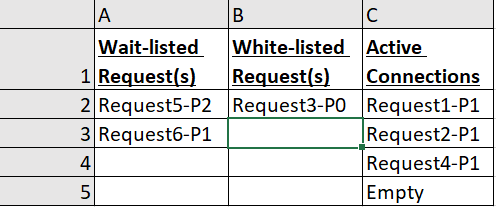 A B C
1 Wait-listed Request(s) White-listed Request(s) Active Connections
2 Request5-P2 Request3-P0 Request1-P1
3 Request6-P1 Request2-P1
4 Request4-P1
5 Empty